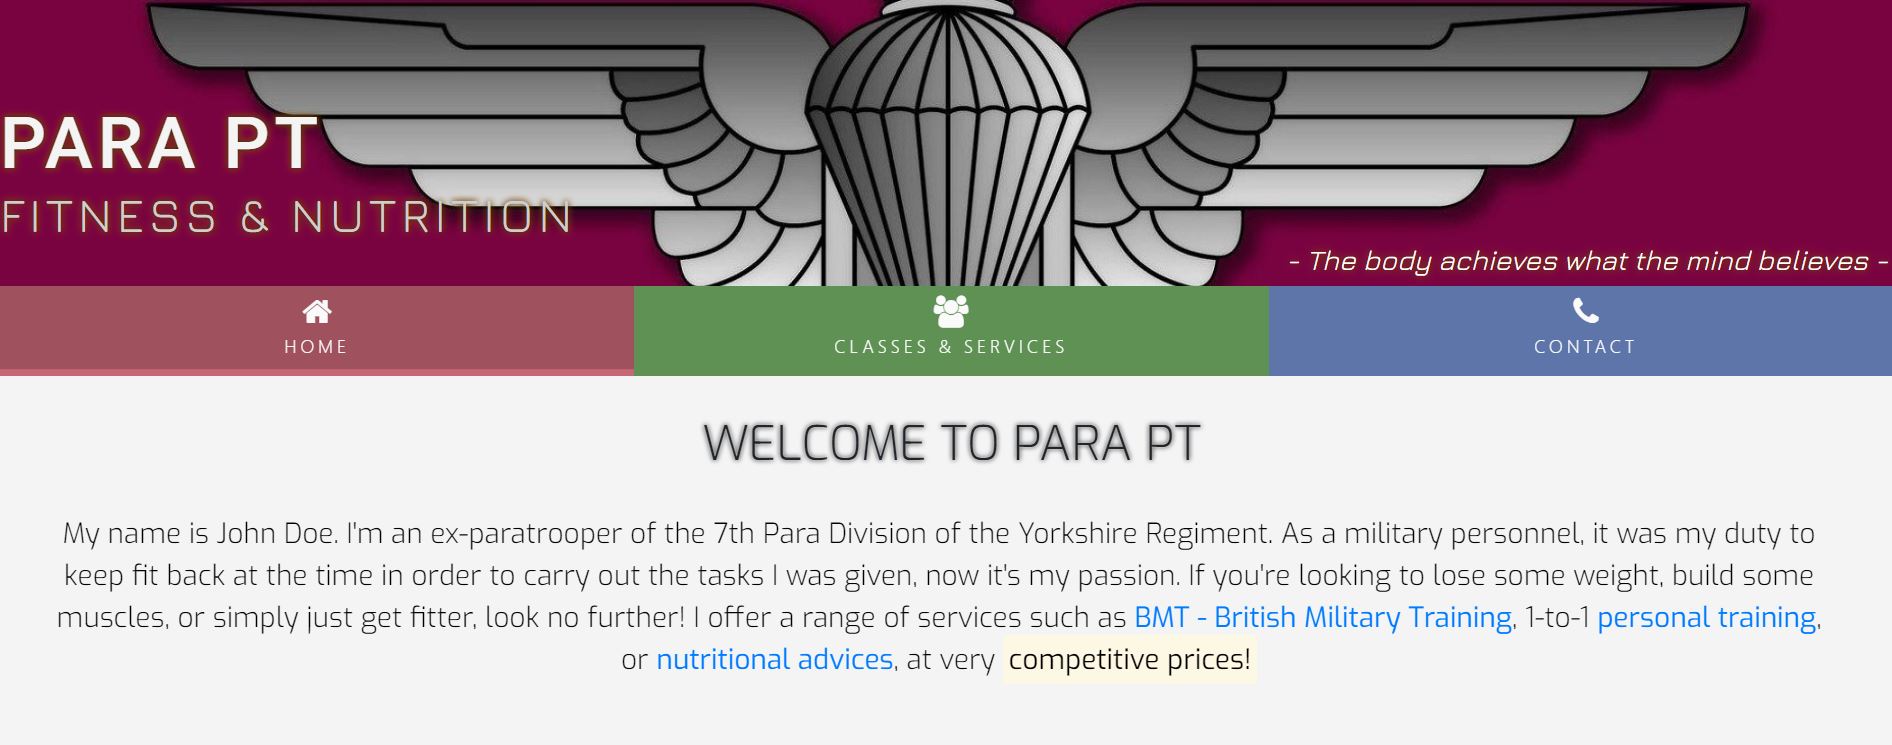 PARA PT
FITNESS & NUTRITION
- The body achieves what the mind believes -
HOME
CLASSES & SERVICES
CONTACT
WELCOME TO PARA PT
My name is John Doe. I'm an ex-paratrooper of the 7th Para Division of the Yorkshire Regiment. As a military personnel, it was my duty to
keep fit back at the time in order to carry out the tasks I was given, now it's my passion. If you're looking to lose some weight, build some
muscles, or simply just get fitter, look no further! I offer a range of services such as BMT - British Military Training, 1-to-1 personal training,
or nutritional advices, at very competitive prices!